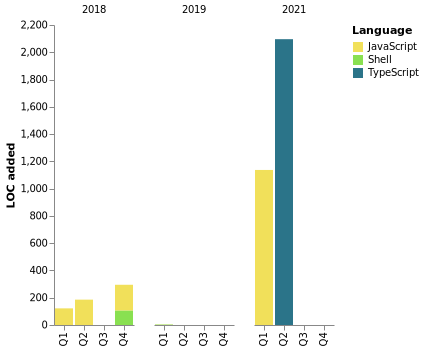 2018 2019 2021
Language
JavaScript
Shell
TypeScript
LOC added
2,200
2,000
1,800
1,600
1,400
1,200
1,000
800
600
400
200
0
Q1 Q2 Q3 Q4 Q1 Q2 Q3 Q4 Q1 Q2 Q3 Q4